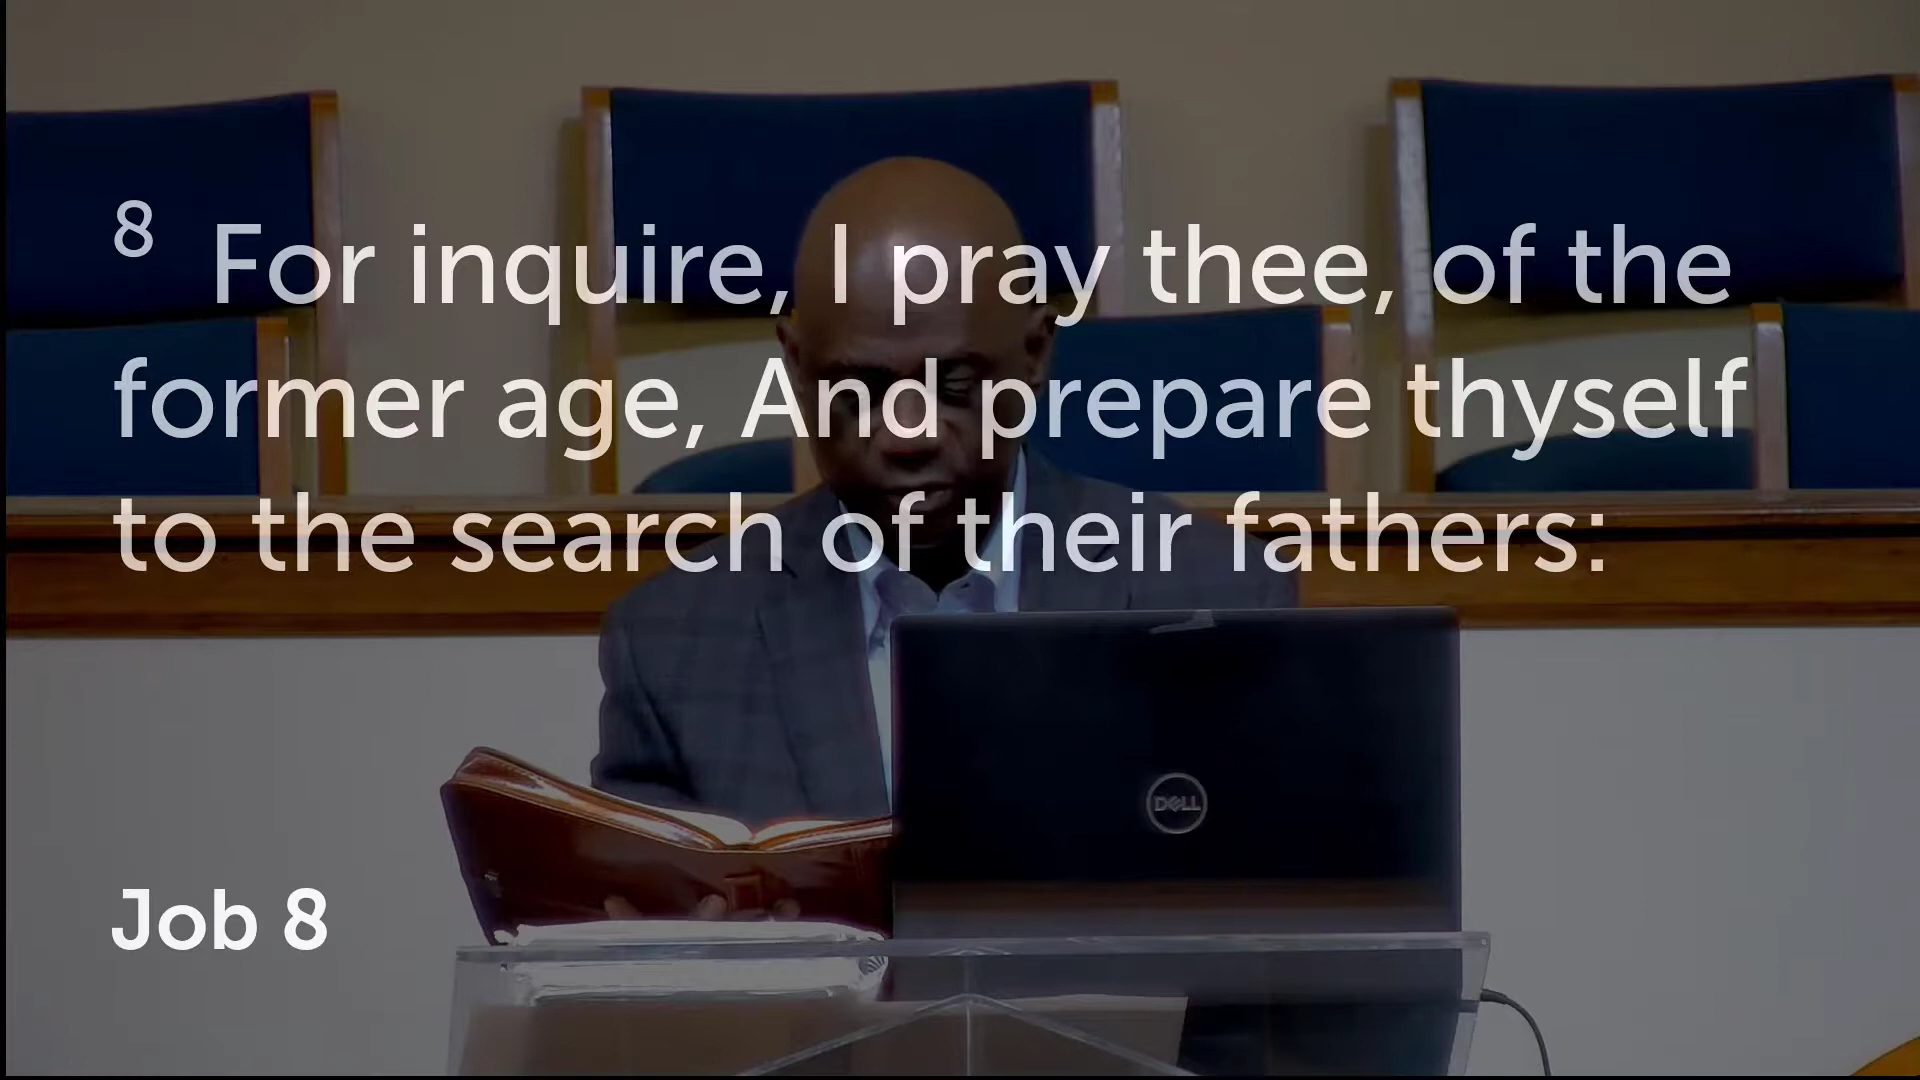 8 For inquire, I pray thee, of the
former age, And prepare thyself
to the search of their fathers:
DELL
Job 8